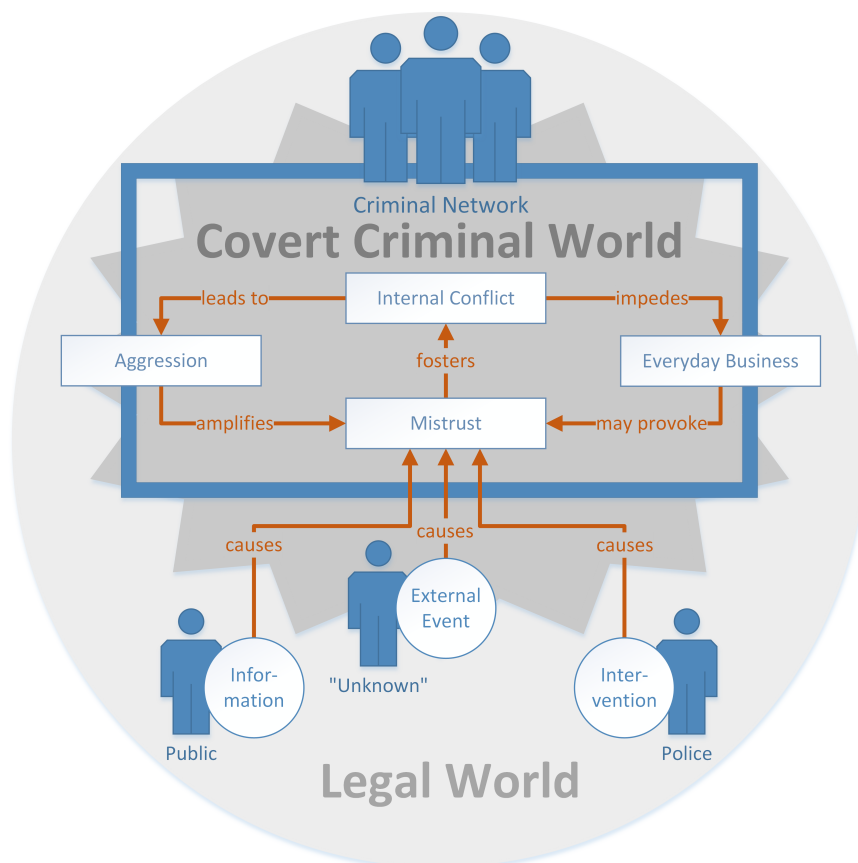 Criminal Network
Covert Criminal World
leads to
Internal Conflict
impedes
Aggression
fosters
Everyday Business
amplifies
Mistrust
may provoke
causes
causes
causes
External
Event
Infor-
mation
"Unknown"
Inter-
vention
Public
Police
Legal World